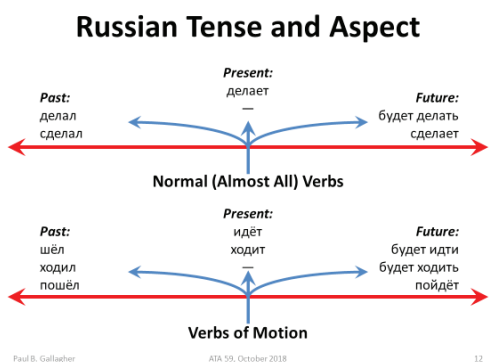 Russian Tense and Aspect
Present:
делает
—
Past:
делал
сделал
Future:
будет делать
сделает
Normal (Almost All) Verbs
Present:
идёт
ходит
—
Past:
шёл
ходил
пошёл
Future:
будет идти
будет ходить
пойдёт
Verbs of Motion
Paul B. Gallagher
ATA 59, October 2018
12